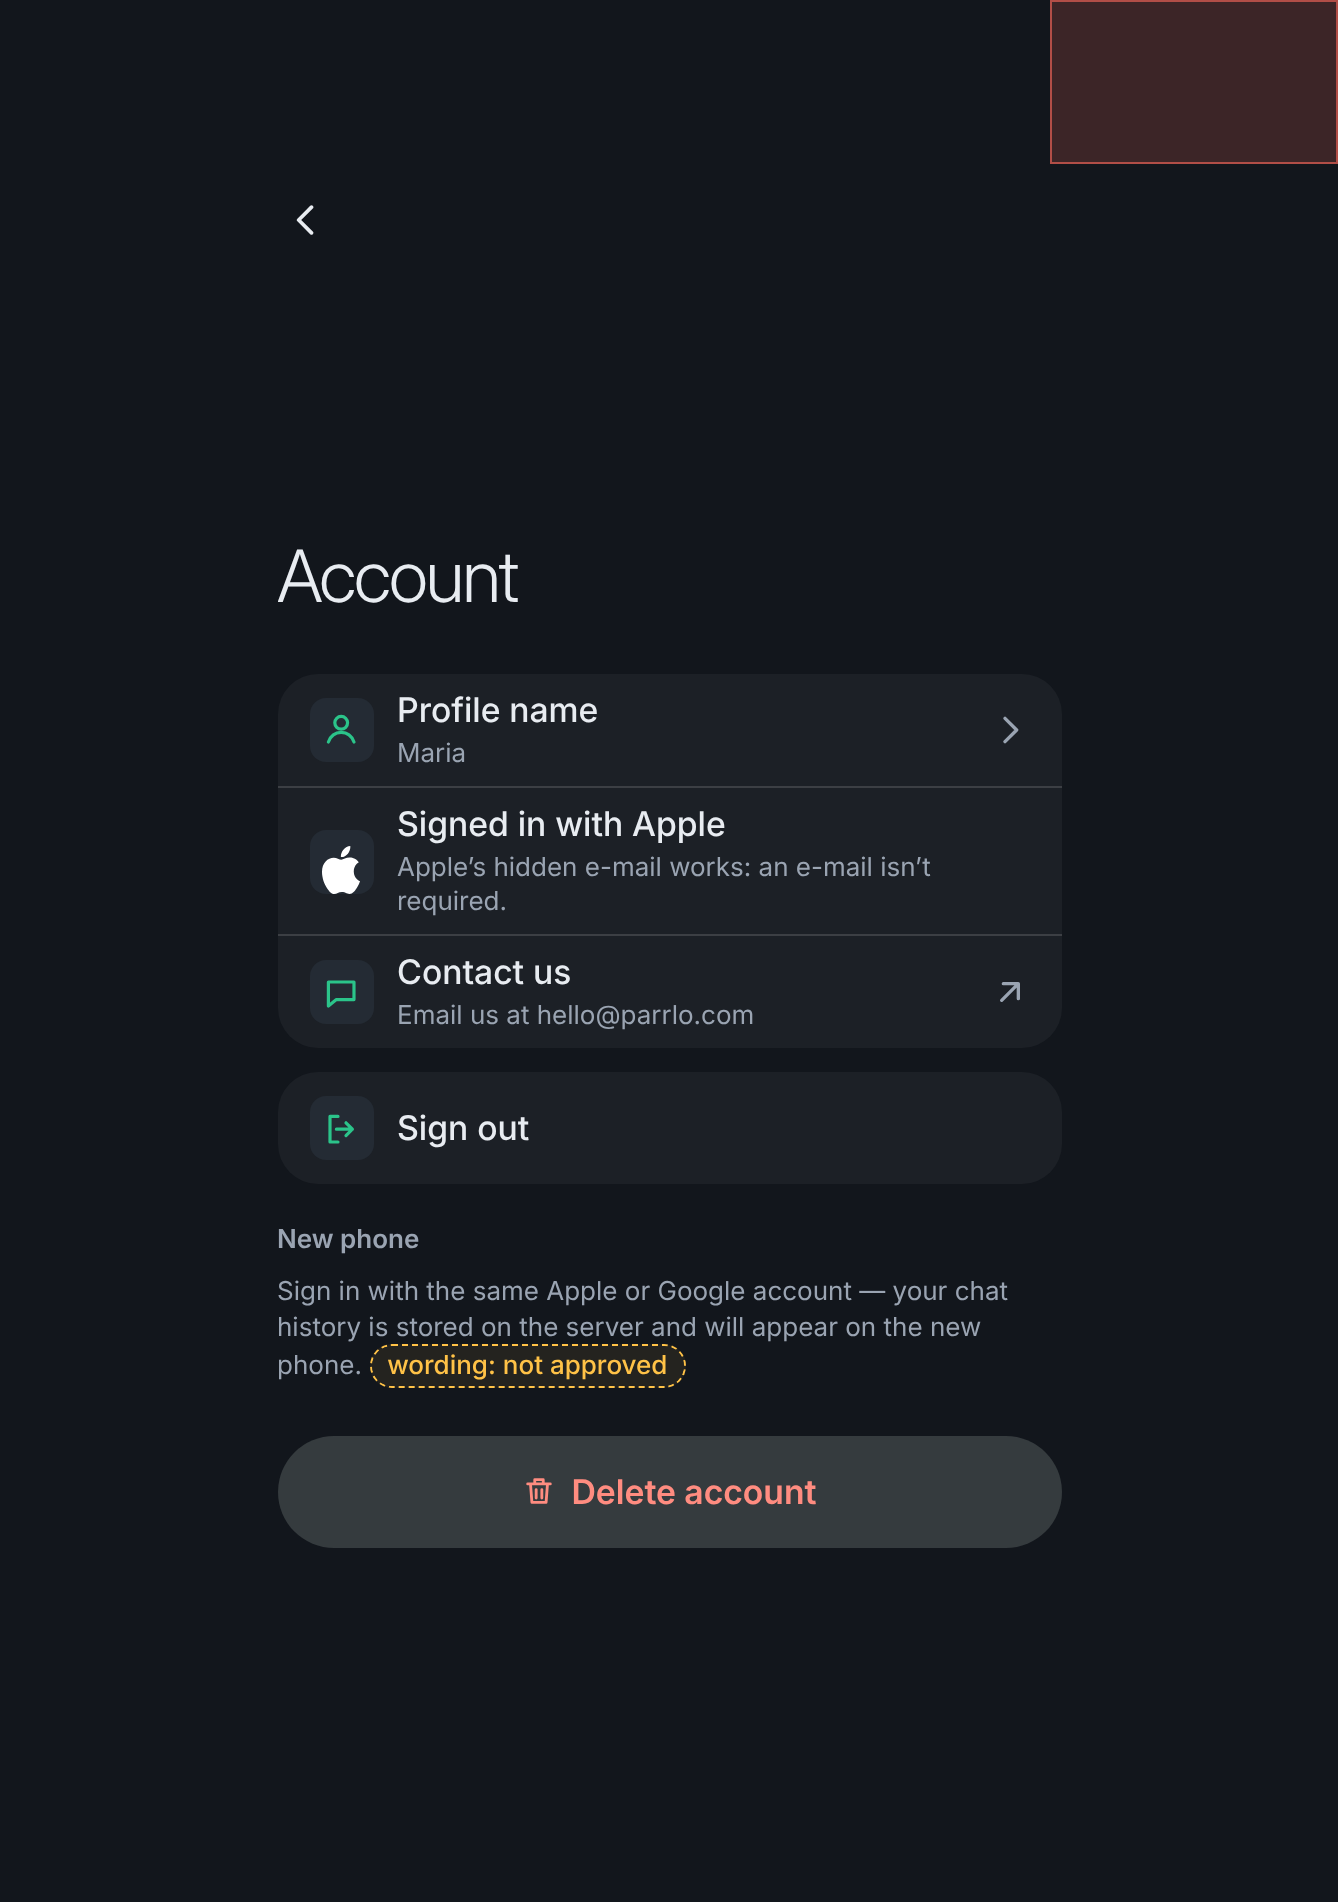 Account
Profile name
Maria
Signed in with Apple
Apple’s hidden e-mail works: an e-mail isn’t
required.
Contact us
Email us at hello@parrlo.com
Sign out
New phone
Sign in with the same Apple or Google account — your chat
history is stored on the server and will appear on the new
phone. wording: not approved
Delete account